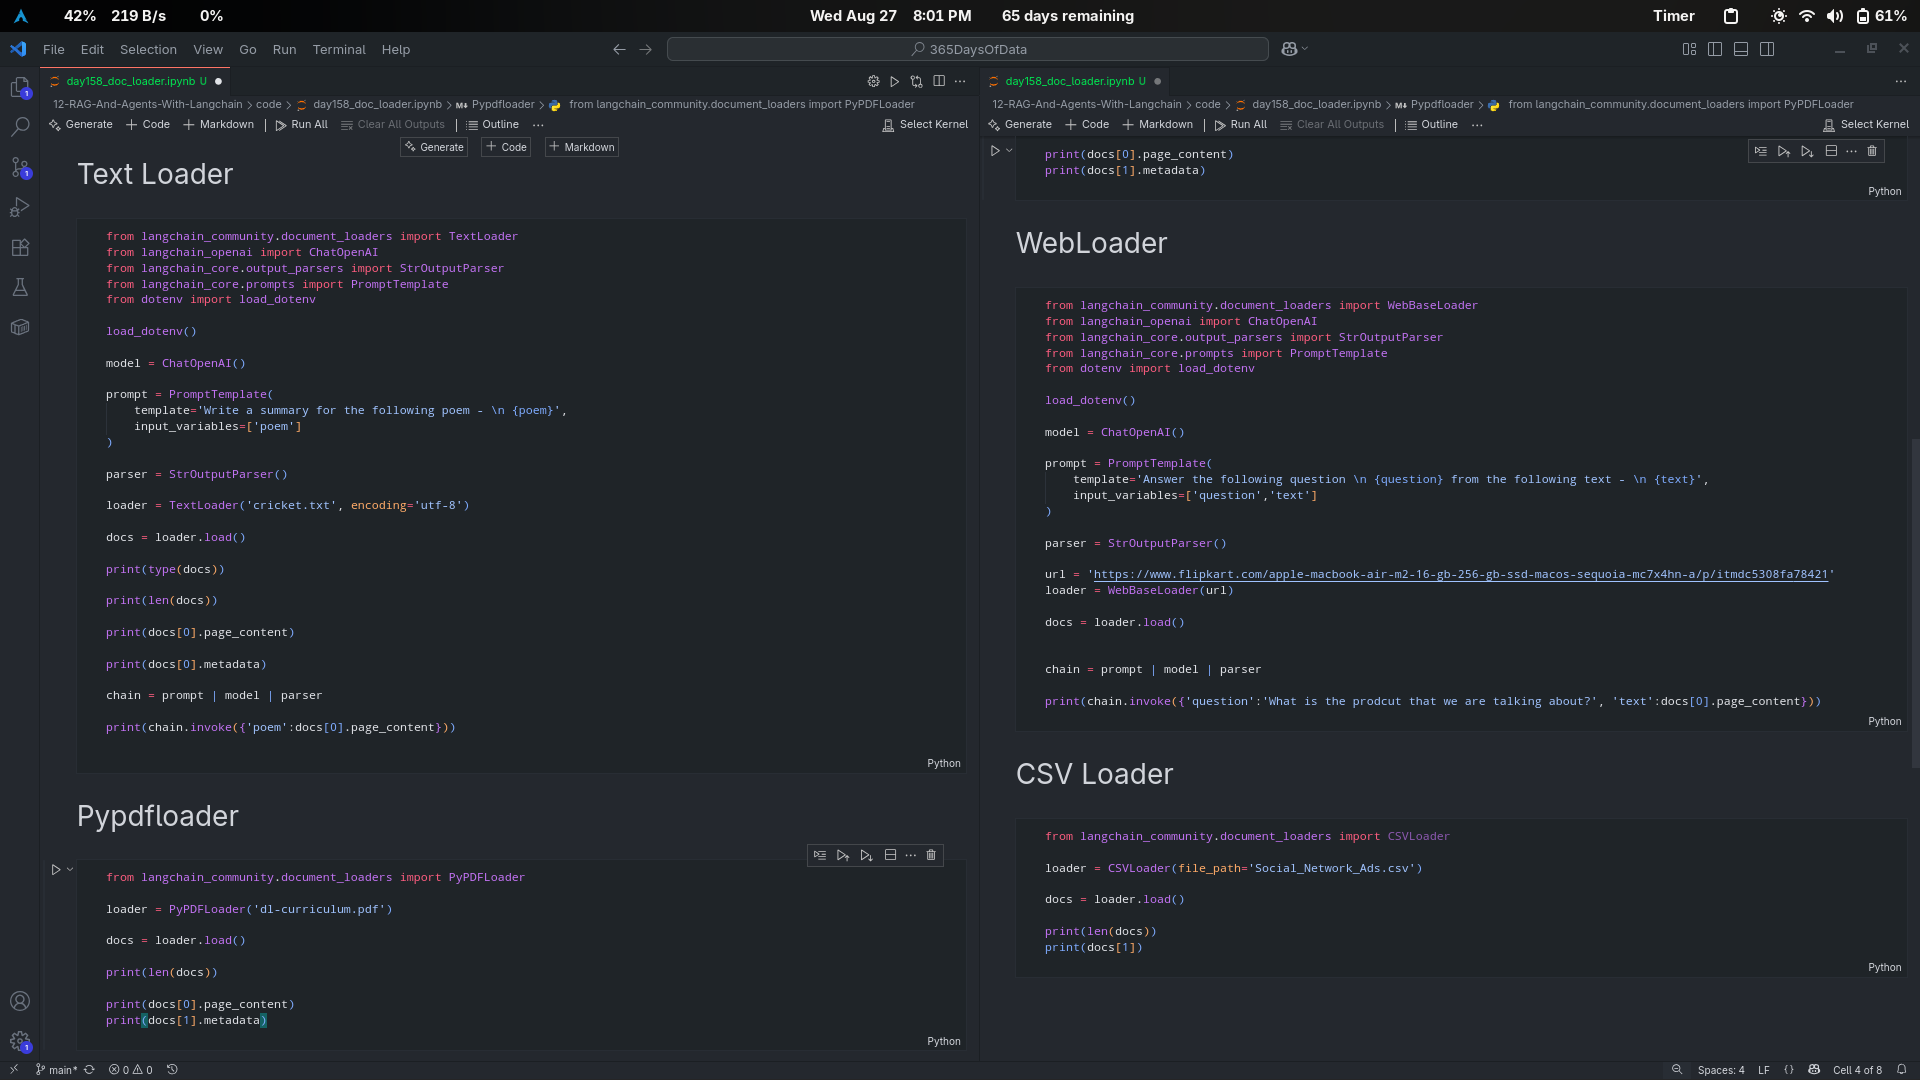 42% 219 B/s 0% Wed Aug 27 8:01 PM 65 days remaining Timer 61%
File Edit Selection View Go Run Terminal Help 365DaysOfData
day158_doc_loader.ipynb U
12-RAG-And-Agents-With-Langchain > code > day158_doc_loader.ipynb > Pypdfloader > from langchain_community.document_loaders import PyPDFLoader
Generate + Code + Markdown | Run All Clear All Outputs | Outline ... Select Kernel
Generate + Code + Markdown
Text Loader
from langchain_community.document_loaders import TextLoader
from langchain_openai import ChatOpenAI
from langchain_core.output_parsers import StrOutputParser
from langchain_core.prompts import PromptTemplate
from dotenv import load_dotenv
load_dotenv()
model = ChatOpenAI()
prompt = PromptTemplate(
template='Write a summary for the following poem - \n {poem}',
input_variables=['poem']
)
parser = StrOutputParser()
loader = TextLoader('cricket.txt', encoding='utf-8')
docs = loader.load()
print(type(docs))
print(len(docs))
print(docs[0].page_content)
print(docs[0].metadata)
chain = prompt | model | parser
print(chain.invoke({'poem':docs[0].page_content}))
Python
Pypdfloader
from langchain_community.document_loaders import PyPDFLoader
loader = PyPDFLoader('dl-curriculum.pdf')
docs = loader.load()
print(len(docs))
print(docs[0].page_content)
print(docs[1].metadata)
Python
day158_doc_loader.ipynb U
12-RAG-And-Agents-With-Langchain > code > day158_doc_loader.ipynb > Pypdfloader > from langchain_community.document_loaders import PyPDFLoader
Generate + Code + Markdown | Run All Clear All Outputs | Outline ... Select Kernel
print(docs[0].page_content)
print(docs[1].metadata)
Python
WebLoader
from langchain_community.document_loaders import WebBaseLoader
from langchain_openai import ChatOpenAI
from langchain_core.output_parsers import StrOutputParser
from langchain_core.prompts import PromptTemplate
from dotenv import load_dotenv
load_dotenv()
model = ChatOpenAI()
prompt = PromptTemplate(
template='Answer the following question \n {question} from the following text - \n {text}',
input_variables=['question','text']
)
parser = StrOutputParser()
url = 'https://www.flipkart.com/apple-macbook-air-m2-16-gb-256-gb-ssd-macos-sequoia-mc7x4hn-a/p/itmdc5308fa78421'
loader = WebBaseLoader(url)
docs = loader.load()
chain = prompt | model | parser
print(chain.invoke({'question':'What is the prodcut that we are talking about?', 'text':docs[0].page_content}))
Python
CSV Loader
from langchain_community.document_loaders import CSVLoader
loader = CSVLoader(file_path='Social_Network_Ads.csv')
docs = loader.load()
print(len(docs))
print(docs[1])
Python
1
1
1
main* 0 0 Spaces: 4 LF {} Cell 4 of 8